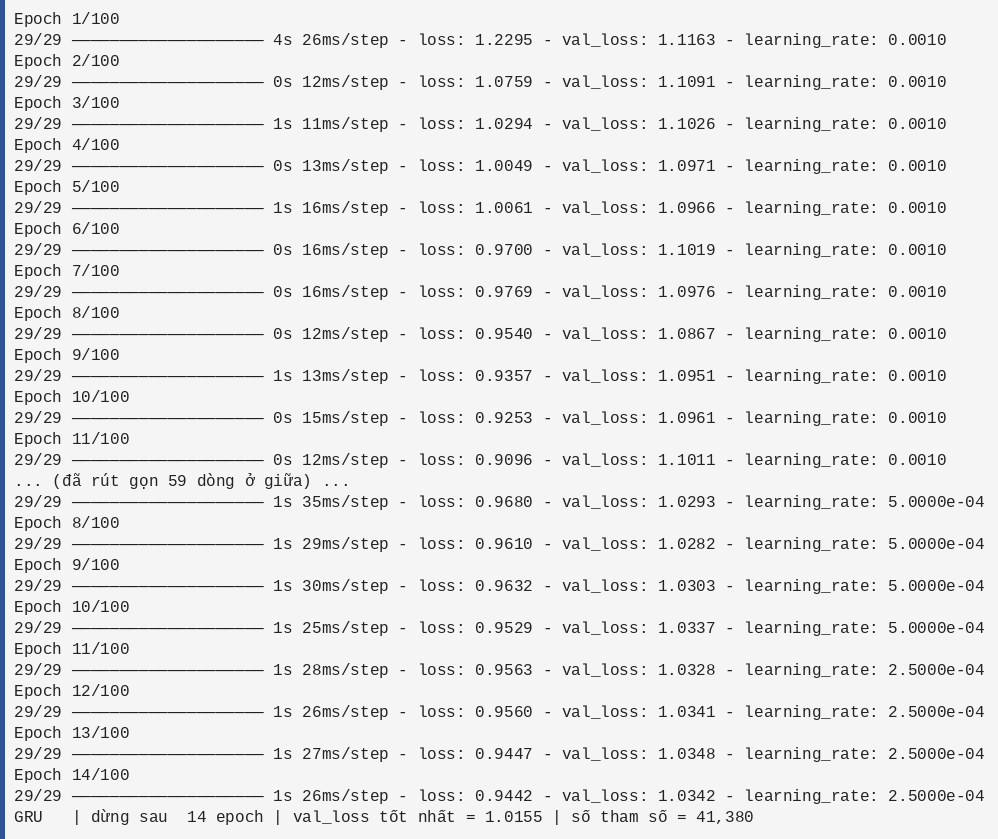 Epoch 1/100
29/29 ──────────────────── 4s 26ms/step - loss: 1.2295 - val_loss: 1.1163 - learning_rate: 0.0010
Epoch 2/100
29/29 ──────────────────── 0s 12ms/step - loss: 1.0759 - val_loss: 1.1091 - learning_rate: 0.0010
Epoch 3/100
29/29 ──────────────────── 1s 11ms/step - loss: 1.0294 - val_loss: 1.1026 - learning_rate: 0.0010
Epoch 4/100
29/29 ──────────────────── 0s 13ms/step - loss: 1.0049 - val_loss: 1.0971 - learning_rate: 0.0010
Epoch 5/100
29/29 ──────────────────── 1s 16ms/step - loss: 1.0061 - val_loss: 1.0966 - learning_rate: 0.0010
Epoch 6/100
29/29 ──────────────────── 0s 16ms/step - loss: 0.9700 - val_loss: 1.1019 - learning_rate: 0.0010
Epoch 7/100
29/29 ──────────────────── 0s 16ms/step - loss: 0.9769 - val_loss: 1.0976 - learning_rate: 0.0010
Epoch 8/100
29/29 ──────────────────── 0s 12ms/step - loss: 0.9540 - val_loss: 1.0867 - learning_rate: 0.0010
Epoch 9/100
29/29 ──────────────────── 1s 13ms/step - loss: 0.9357 - val_loss: 1.0951 - learning_rate: 0.0010
Epoch 10/100
29/29 ──────────────────── 0s 15ms/step - loss: 0.9253 - val_loss: 1.0961 - learning_rate: 0.0010
Epoch 11/100
29/29 ──────────────────── 0s 12ms/step - loss: 0.9096 - val_loss: 1.1011 - learning_rate: 0.0010
... (đã rút gọn 59 dòng ở giữa) ...
29/29 ──────────────────── 1s 35ms/step - loss: 0.9680 - val_loss: 1.0293 - learning_rate: 5.0000e-04
Epoch 8/100
29/29 ──────────────────── 1s 29ms/step - loss: 0.9610 - val_loss: 1.0282 - learning_rate: 5.0000e-04
Epoch 9/100
29/29 ──────────────────── 1s 30ms/step - loss: 0.9632 - val_loss: 1.0303 - learning_rate: 5.0000e-04
Epoch 10/100
29/29 ──────────────────── 1s 25ms/step - loss: 0.9529 - val_loss: 1.0337 - learning_rate: 5.0000e-04
Epoch 11/100
29/29 ──────────────────── 1s 28ms/step - loss: 0.9563 - val_loss: 1.0328 - learning_rate: 2.5000e-04
Epoch 12/100
29/29 ──────────────────── 1s 26ms/step - loss: 0.9560 - val_loss: 1.0341 - learning_rate: 2.5000e-04
Epoch 13/100
29/29 ──────────────────── 1s 27ms/step - loss: 0.9447 - val_loss: 1.0348 - learning_rate: 2.5000e-04
Epoch 14/100
29/29 ──────────────────── 1s 26ms/step - loss: 0.9442 - val_loss: 1.0342 - learning_rate: 2.5000e-04
GRU   | dừng sau  14 epoch | val_loss tốt nhất = 1.0155 | số tham số = 41,380